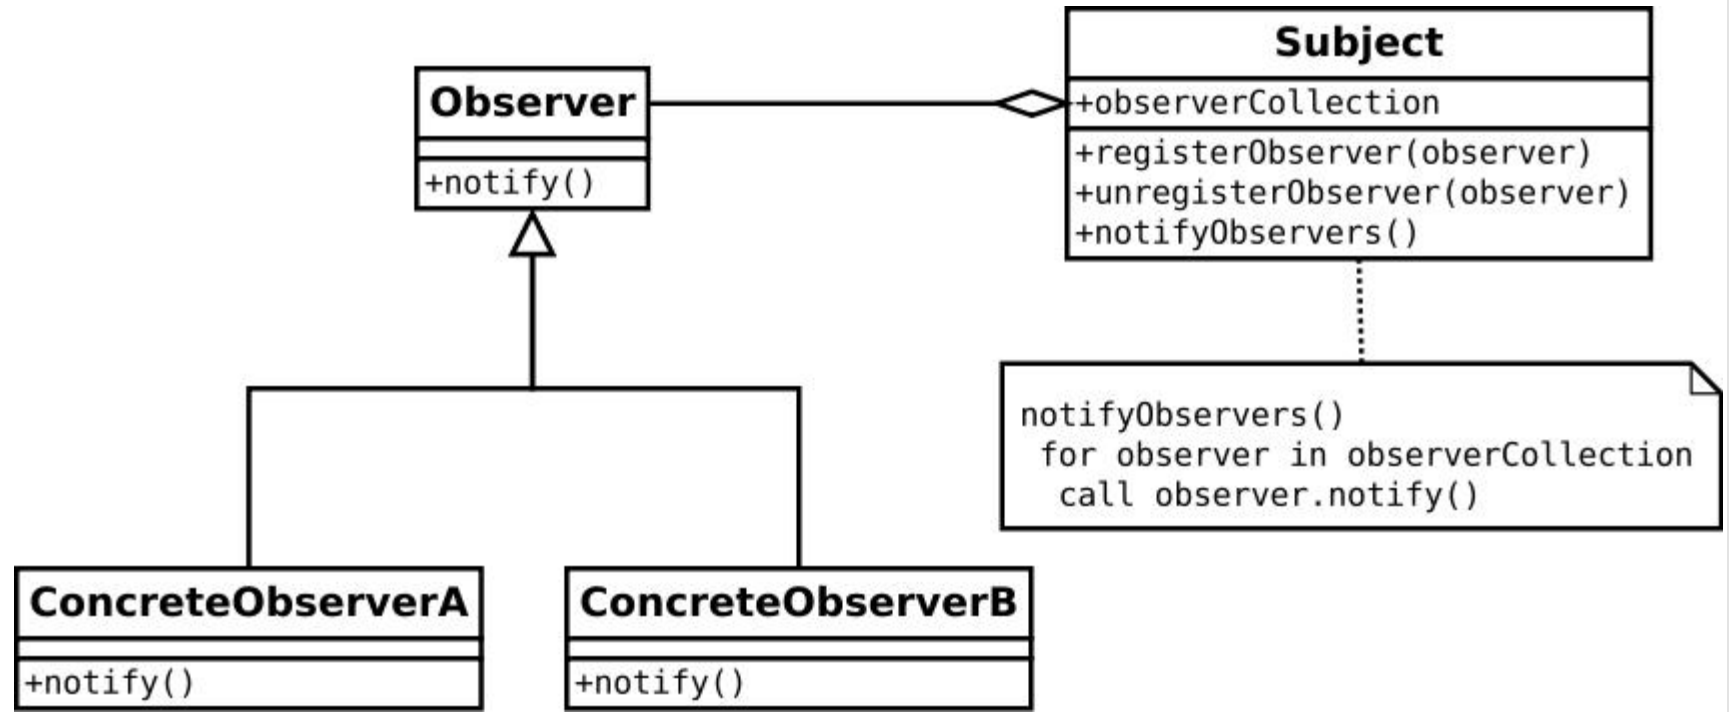 Observer
+notify()
Subject
+observerCollection
+registerObserver(observer)
+unregisterObserver(observer)
+notifyObservers()
notifyObservers()
for observer in observerCollection
call observer.notify()
ConcreteObserverA
+notify()
ConcreteObserverB
+notify()